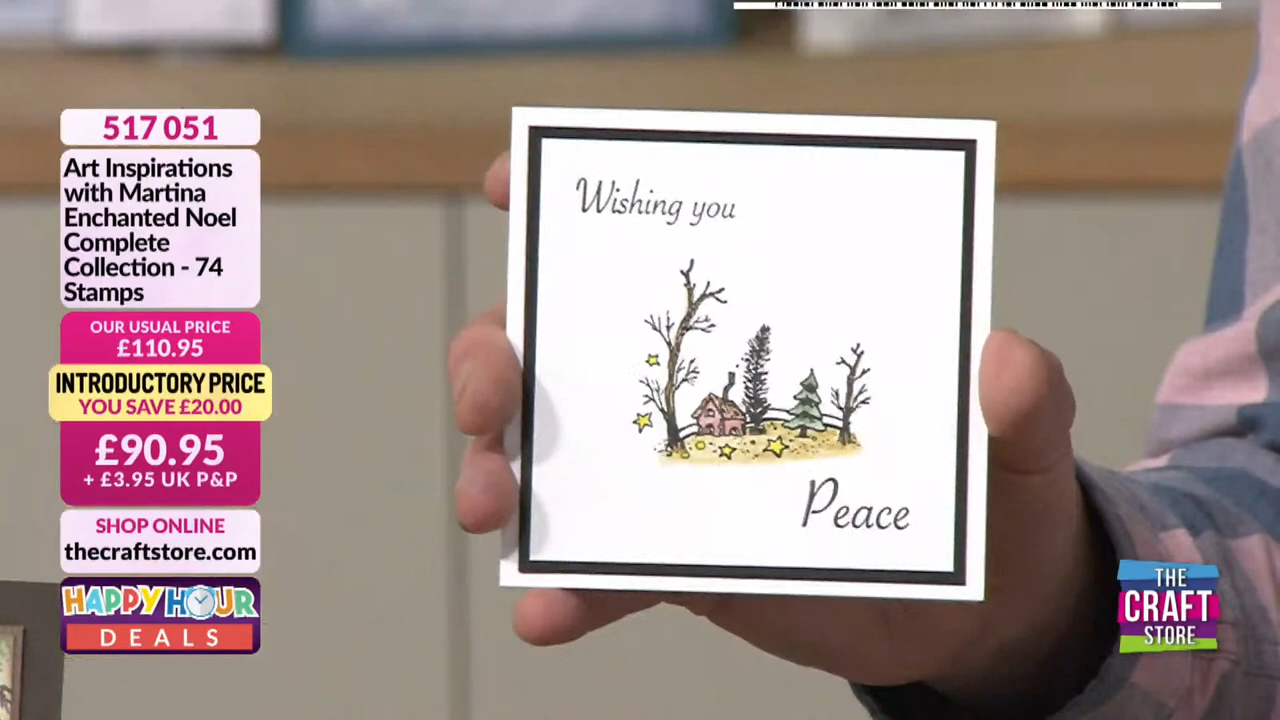 517 051
Art Inspirations
with Martina
Enchanted Noel
Complete
Collection - 74
Stamps
OUR USUAL PRICE
£110.95
INTRODUCTORY PRICE
YOU SAVE £20.00
£90.95
+ £3.95 UK P&P
SHOP ONLINE
thecraftstore.com
HAPPY HOUR
DEALS
Wishing you
Peace
THE
CRAFT
STORE